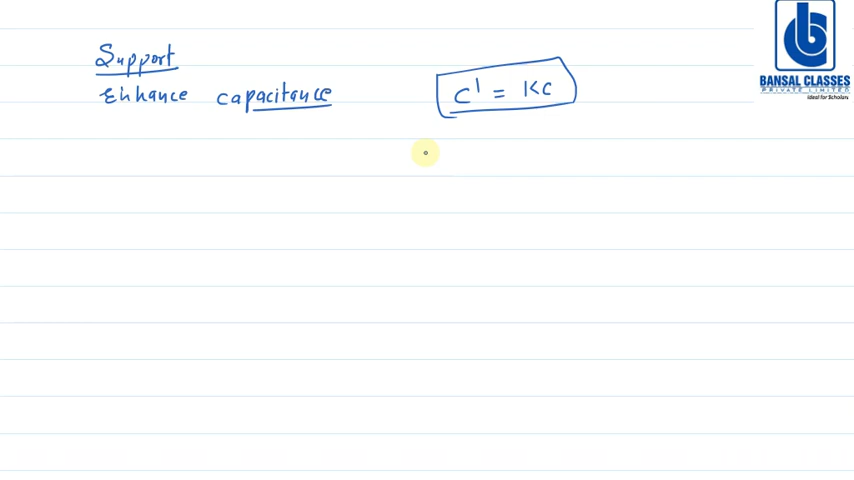 Support
Enhance capacitance
C' = KC
BANSAL CLASSES
PRIVATE LIMITED
Ideal for Scholars